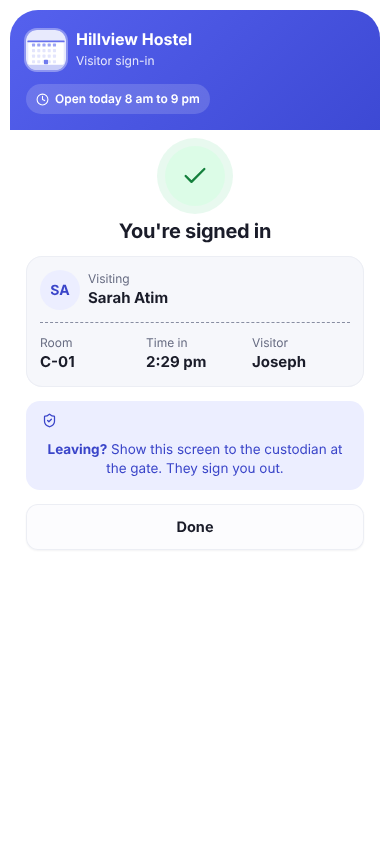 Hillview Hostel
Visitor sign-in
Open today 8 am to 9 pm
You're signed in
SA
Visiting
Sarah Atim
Room
Time in
Visitor
C-01
2:29 pm
Joseph
Leaving? Show this screen to the custodian at
the gate. They sign you out.
Done